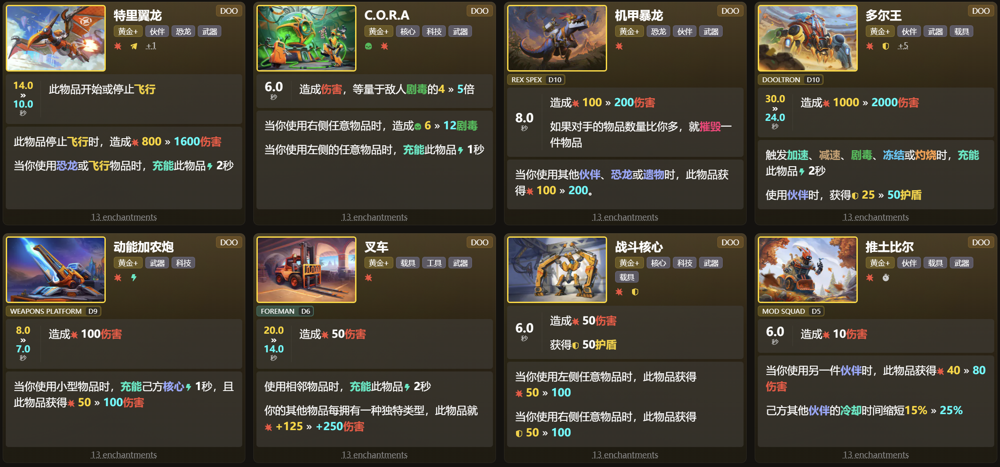 特里翼龙
DOO
黄金+ 伙伴 恐龙 武器
+1
14.0
»
10.0
秒
此物品开始或停止飞行
此物品停止飞行时，造成 800 » 1600伤害
当你使用恐龙或飞行物品时，充能此物品 2秒
13 enchantments
C.O.R.A
DOO
黄金+ 核心 科技 武器
6.0
秒
造成伤害，等量于敌人剧毒的4 » 5倍
当你使用右侧任意物品时，造成 6 » 12剧毒
当你使用左侧的任意物品时，充能此物品 1秒
13 enchantments
机甲暴龙
DOO
黄金+ 恐龙 伙伴 武器
REX SPEX D10
8.0
秒
造成 100 » 200伤害
如果对手的物品数量比你多，就摧毁一
件物品
当你使用其他伙伴、恐龙或遗物时，此物品获
得 100 » 200。
13 enchantments
多尔王
DOO
黄金+ 伙伴 武器 载具
+5
DOOLTRON D10
30.0
»
24.0
秒
造成 1000 » 2000伤害
触发加速、减速、剧毒、冻结或灼烧时，充能
此物品 2秒
使用伙伴时，获得 25 » 50护盾
13 enchantments
动能加农炮
DOO
黄金+ 武器 科技
WEAPONS PLATFORM D9
8.0
»
7.0
秒
造成 100伤害
当你使用小型物品时，充能己方核心 1秒，且
此物品获得 50 » 100伤害
13 enchantments
叉车
DOO
黄金+ 载具 工具 武器
FOREMAN D6
20.0
»
14.0
秒
造成 50伤害
使用相邻物品时，充能此物品 2秒
你的其他物品每拥有一种独特类型，此物品就
+125 » +250伤害
13 enchantments
战斗核心
DOO
黄金+ 核心 科技 武器
载具
6.0
秒
造成 50伤害
获得 50护盾
当你使用左侧任意物品时，此物品获得
50 » 100
当你使用右侧任意物品时，此物品获得
50 » 100
13 enchantments
推土比尔
DOO
黄金+ 伙伴 载具 武器
MOD SQUAD D5
6.0
秒
造成 10伤害
当你使用另一件伙伴时，此物品获得 40 » 80
伤害
己方其他伙伴的冷却时间缩短15% » 25%
13 enchantments